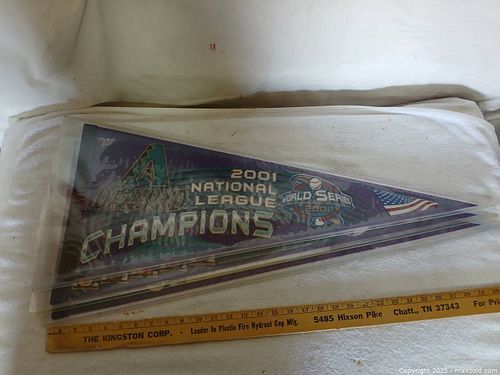 A
2001
NATIONAL
LEAGUE
CHAMPIONS
WORLD SERIES
2001
THE KINGSTON CORP. - Leader In Plastic Fire Hydrant Cap Mfg. 5485 Hixson Pike Chatt., TN 37343 For Pr
Copyright 2025 - maxsold.com